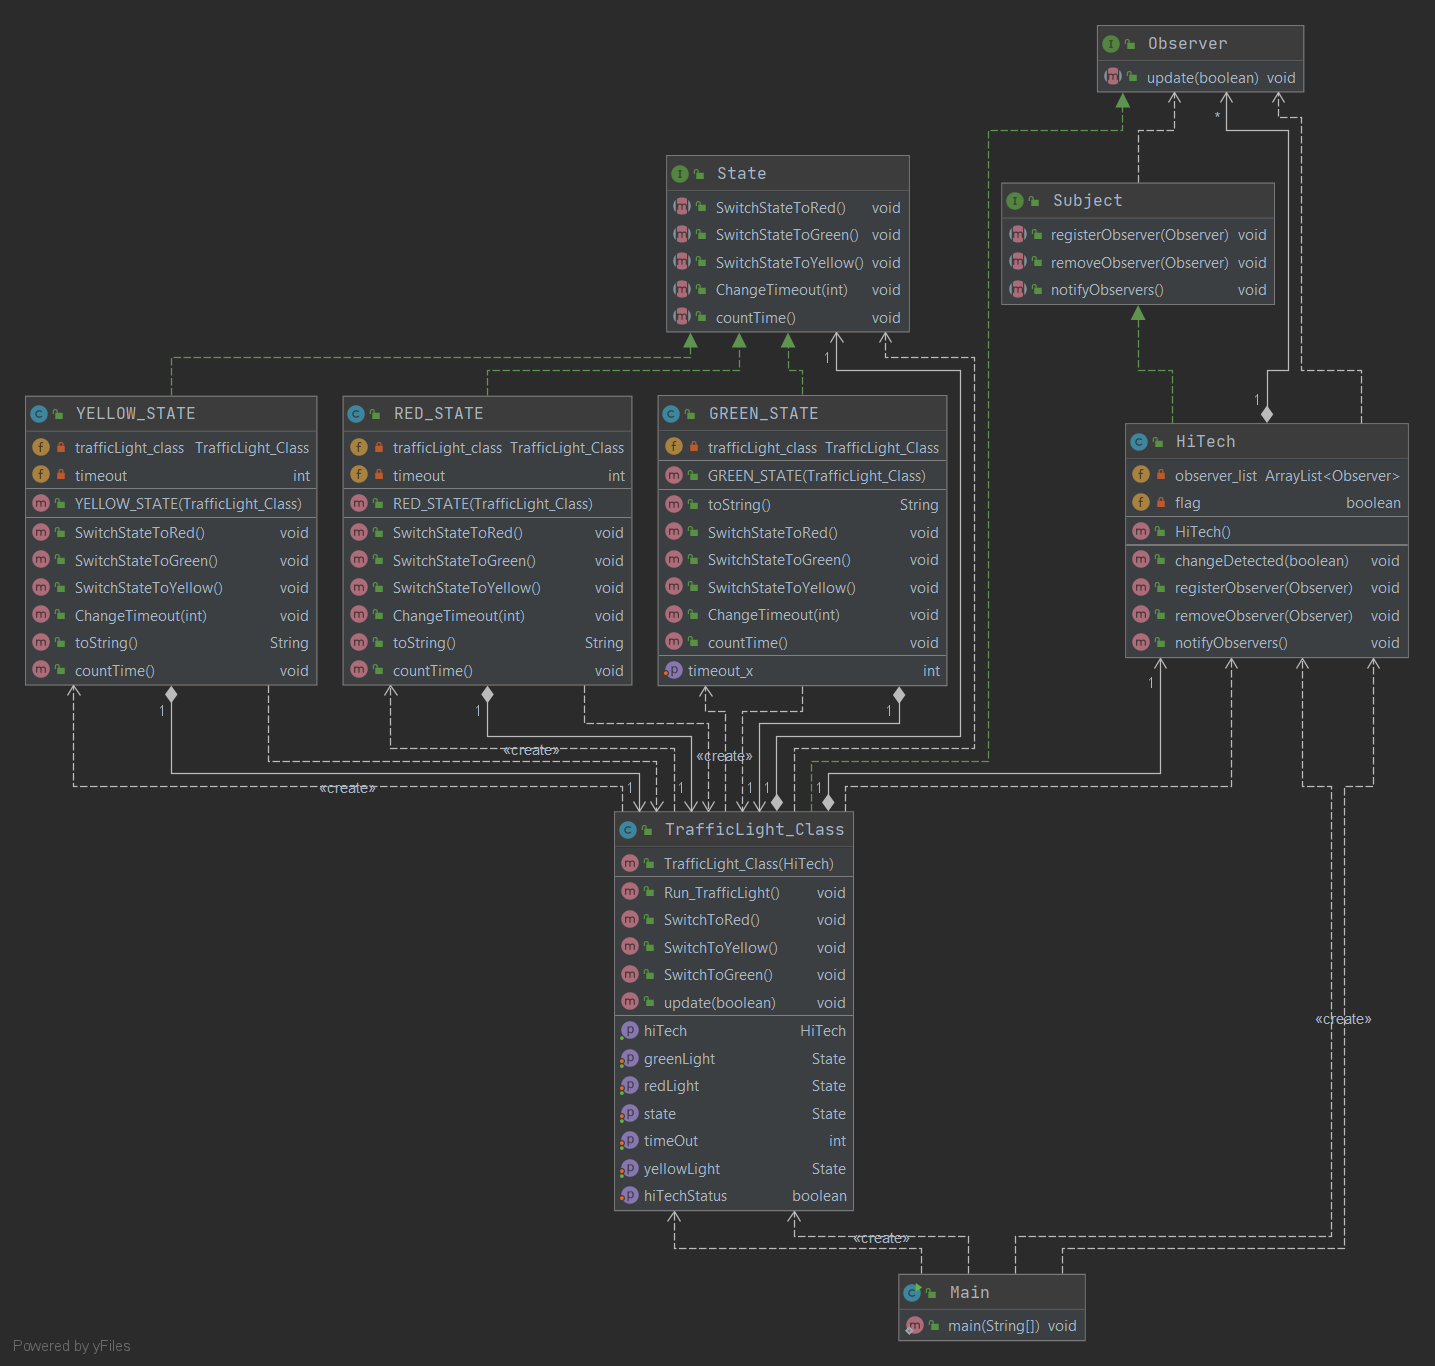 Observer
update(boolean) void
*
State
SwitchStateToRed() void
SwitchStateToGreen() void
SwitchStateToYellow() void
ChangeTimeout(int) void
countTime() void
1
Subject
registerObserver(Observer) void
removeObserver(Observer) void
notifyObservers() void
1
YELLOW_STATE
trafficLight_class TrafficLight_Class
timeout int
YELLOW_STATE(TrafficLight_Class)
SwitchStateToRed() void
SwitchStateToGreen() void
SwitchStateToYellow() void
ChangeTimeout(int) void
toString() String
countTime() void
1
RED_STATE
trafficLight_class TrafficLight_Class
timeout int
RED_STATE(TrafficLight_Class)
SwitchStateToRed() void
SwitchStateToGreen() void
SwitchStateToYellow() void
ChangeTimeout(int) void
toString() String
countTime() void
1
GREEN_STATE
trafficLight_class TrafficLight_Class
GREEN_STATE(TrafficLight_Class)
toString() String
SwitchStateToRed() void
SwitchStateToGreen() void
SwitchStateToYellow() void
ChangeTimeout(int) void
countTime() void
timeout_x int
1
HiTech
observer_list ArrayList<Observer>
flag boolean
HiTech()
changeDetected(boolean) void
registerObserver(Observer) void
removeObserver(Observer) void
notifyObservers() void
1
«create»
«create»
«create»
1 1 1 1 1
TrafficLight_Class
TrafficLight_Class(HiTech)
Run_TrafficLight() void
SwitchToRed() void
SwitchToYellow() void
SwitchToGreen() void
update(boolean) void
hiTech HiTech
greenLight State
redLight State
state State
timeOut int
yellowLight State
hiTechStatus boolean
«create»
«create»
Main
main(String[]) void
Powered by yFiles